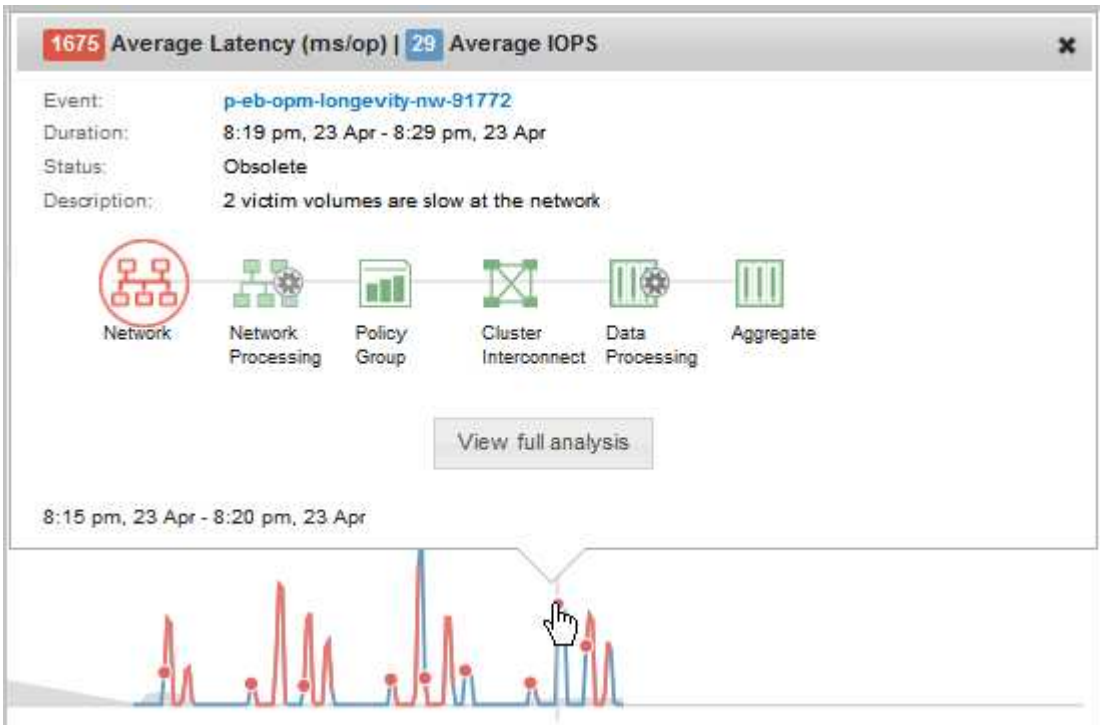 1675 Average Latency (ms/op) | 29 Average IOPS
Event: p-eb-opm-longevity-nw-91772
Duration: 8:19 pm, 23 Apr - 8:29 pm, 23 Apr
Status: Obsolete
Description: 2 victim volumes are slow at the network
Network Network Policy Cluster Data Aggregate
Processing Group Interconnect Processing
View full analysis
8:15 pm, 23 Apr - 8:20 pm, 23 Apr